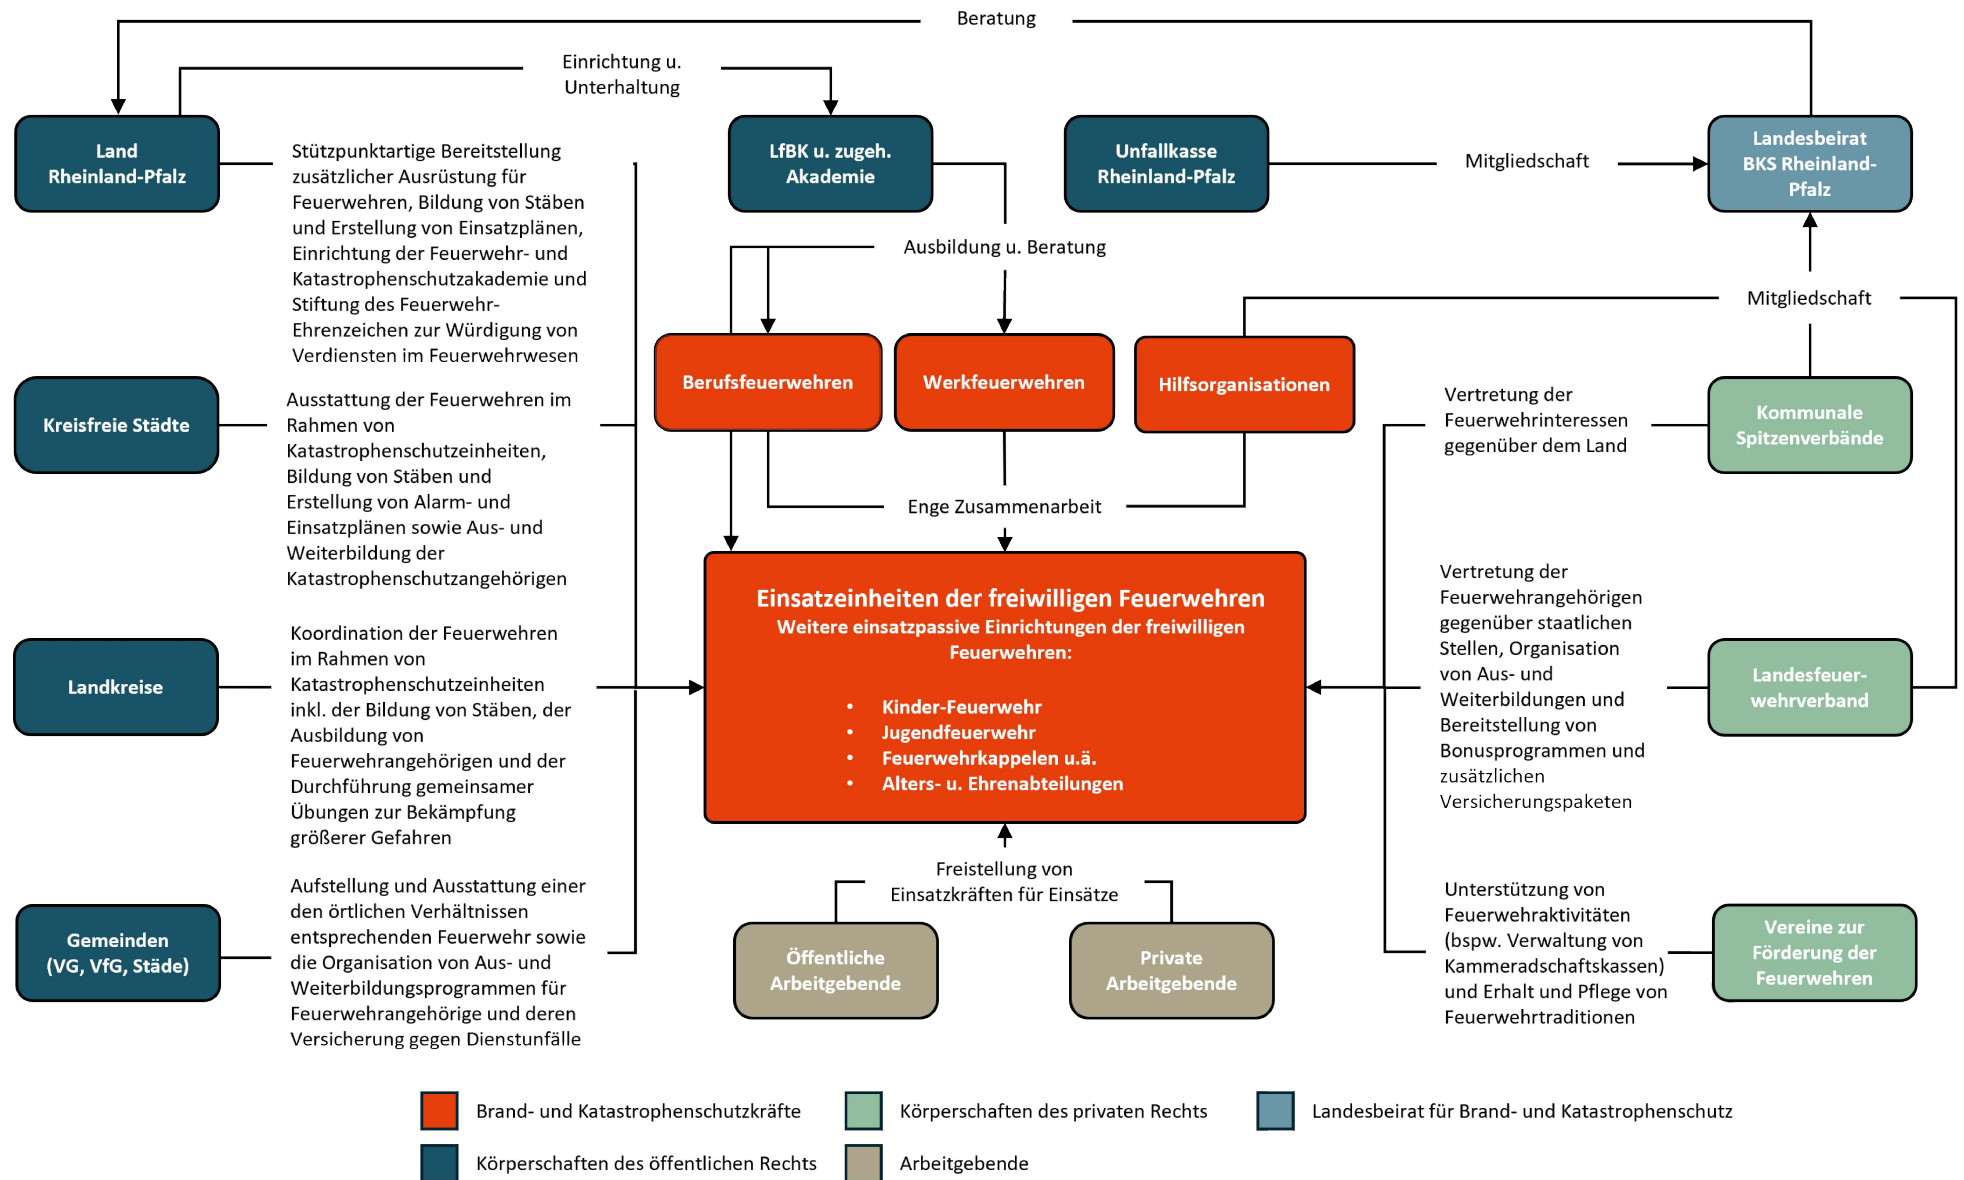 Beratung
Einrichtung u.
Unterhaltung
Land
Rheinland-Pfalz
Stützpunktartige Bereitstellung
zusätzlicher Ausrüstung für
Feuerwehren, Bildung von Stäben
und Erstellung von Einsatzplänen,
Einrichtung der Feuerwehr- und
Katastrophenschutzakademie und
Stiftung des Feuerwehr-
Ehrenzeichen zur Würdigung von
Verdiensten im Feuerwehrwesen
LfBK u. zugeh.
Akademie
Unfallkasse
Rheinland-Pfalz
Mitgliedschaft
Landesbeirat
BKS Rheinland-
Pfalz
Ausbildung u. Beratung
Mitgliedschaft
Berufsfeuerwehren
Werkfeuerwehren
Hilfsorganisationen
Kreisfreie Städte
Ausstattung der Feuerwehren im
Rahmen von
Katastrophenschutzeinheiten,
Bildung von Stäben und
Erstellung von Alarm- und
Einsatzplänen sowie Aus- und
Weiterbildung der
Katastrophenschutzangehörigen
Vertretung der
Feuerwehrinteressen
gegenüber dem Land
Kommunale
Spitzenverbände
Enge Zusammenarbeit
Einsatzeinheiten der freiwilligen Feuerwehren
Weitere einsatzpassive Einrichtungen der freiwilligen
Feuerwehren:
• Kinder-Feuerwehr
• Jugendfeuerwehr
• Feuerwehrkappelen u.ä.
• Alters- u. Ehrenabteilungen
Landkreise
Koordination der Feuerwehren
im Rahmen von
Katastrophenschutzeinheiten
inkl. der Bildung von Stäben, der
Ausbildung von
Feuerwehrangehörigen und der
Durchführung gemeinsamer
Übungen zur Bekämpfung
größerer Gefahren
Vertretung der
Feuerwehrangehörigen
gegenüber staatlichen
Stellen, Organisation
von Aus- und
Weiterbildungen und
Bereitstellung von
Bonusprogrammen und
zusätzlichen
Versicherungspaketen
Landesfeuer-
wehrverband
Gemeinden
(VG, VfG, Städe)
Aufstellung und Ausstattung einer
den örtlichen Verhältnissen
entsprechenden Feuerwehr sowie
die Organisation von Aus- und
Weiterbildungsprogrammen für
Feuerwehrangehörige und deren
Versicherung gegen Dienstunfälle
Freistellung von
Einsatzkräften für Einsätze
Öffentliche
Arbeitgebende
Private
Arbeitgebende
Unterstützung von
Feuerwehraktivitäten
(bspw. Verwaltung von
Kammeradschaftskassen)
und Erhalt und Pflege von
Feuerwehrtraditionen
Vereine zur
Förderung der
Feuerwehren
Brand- und Katastrophenschutzkräfte
Körperschaften des privaten Rechts
Landesbeirat für Brand- und Katastrophenschutz
Körperschaften des öffentlichen Rechts
Arbeitgebende